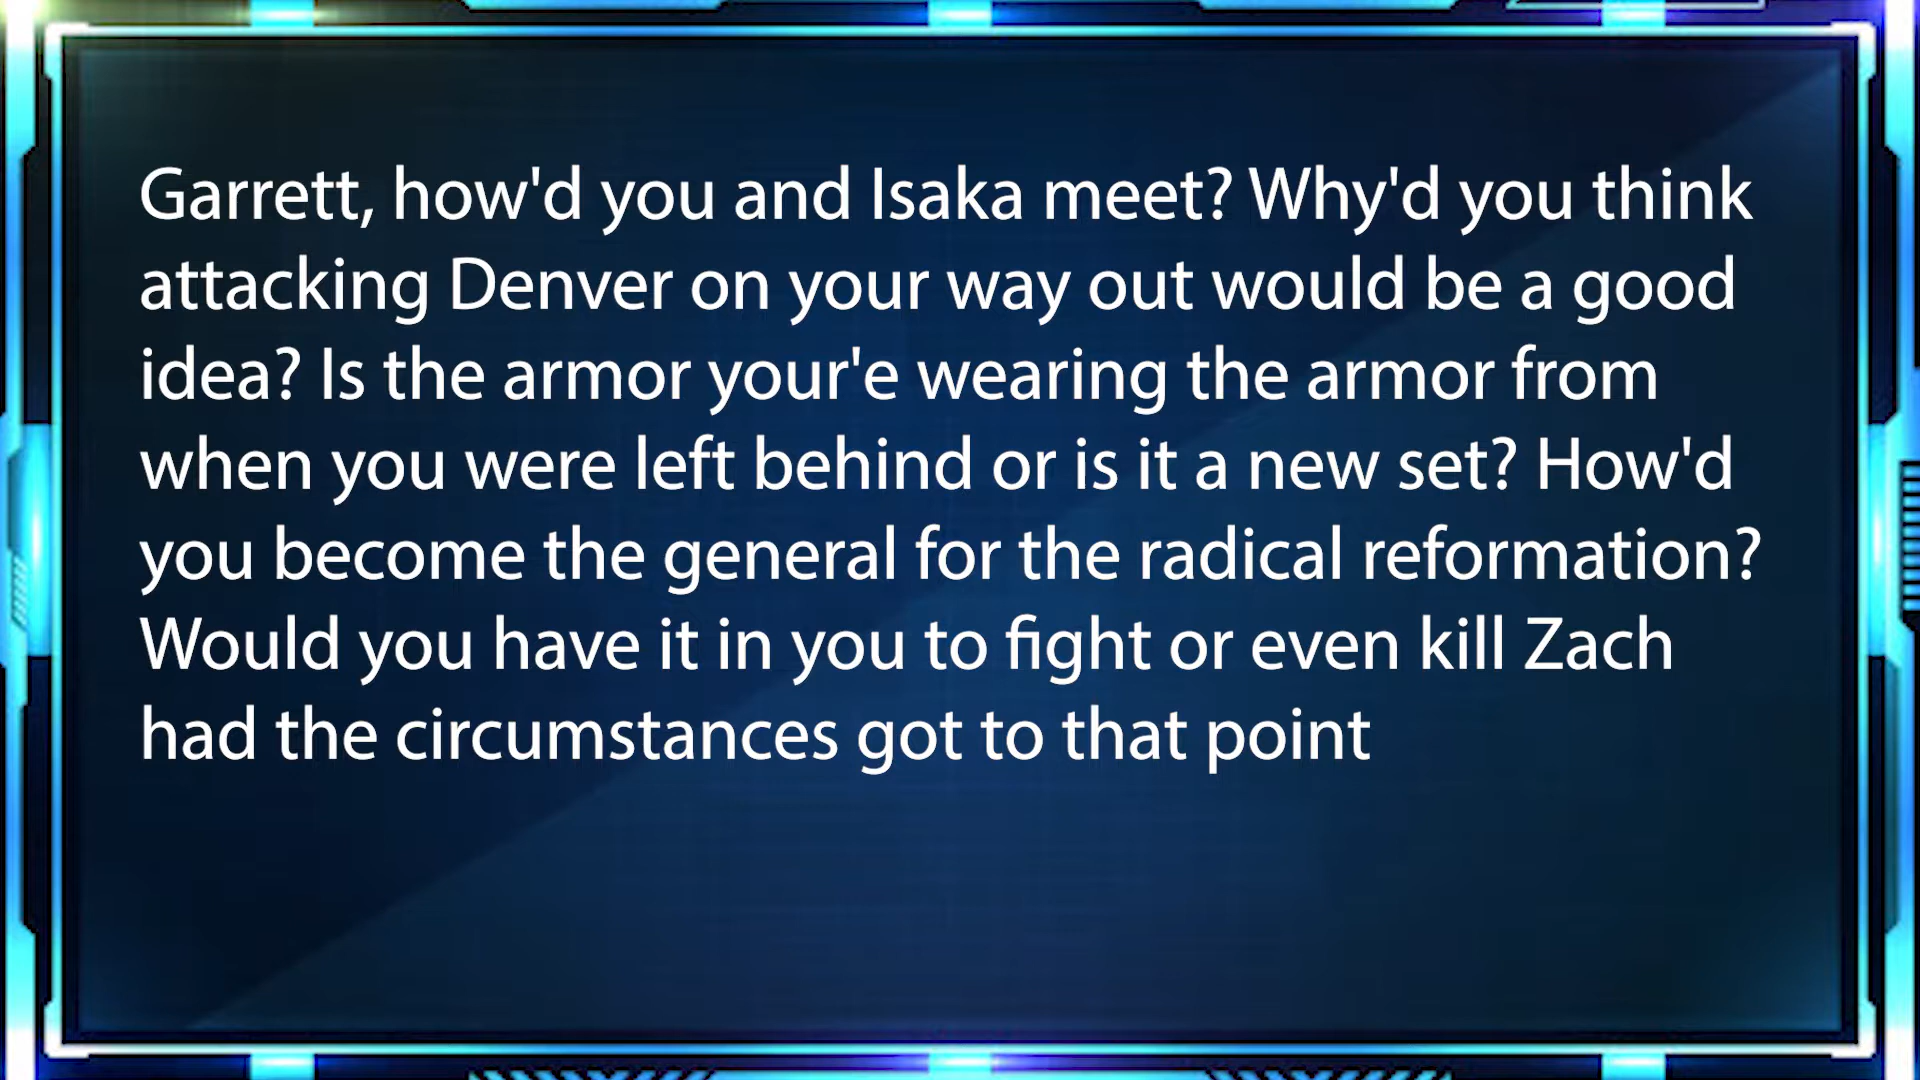 Garrett, how'd you and Isaka meet? Why'd you think
attacking Denver on your way out would be a good
idea? Is the armor your'e wearing the armor from
when you were left behind or is it a new set? How'd
you become the general for the radical reformation?
Would you have it in you to fight or even kill Zach
had the circumstances got to that point